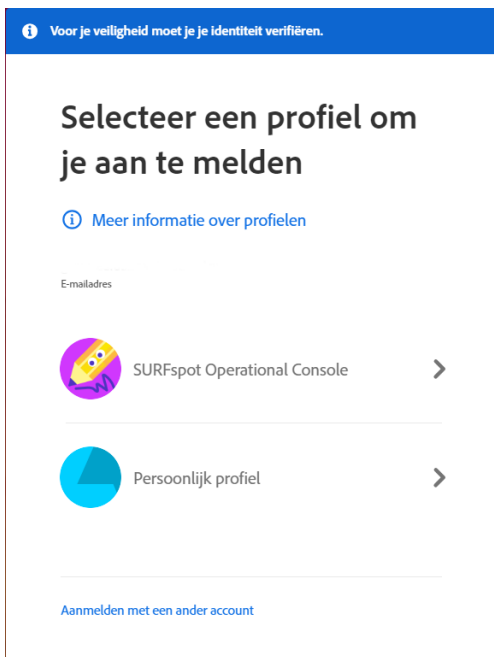 Voor je veiligheid moet je je identiteit verifiëren.
Selecteer een profiel om
je aan te melden
Meer informatie over profielen
E-mailadres
SURFspot Operational Console
Persoonlijk profiel
Aanmelden met een ander account